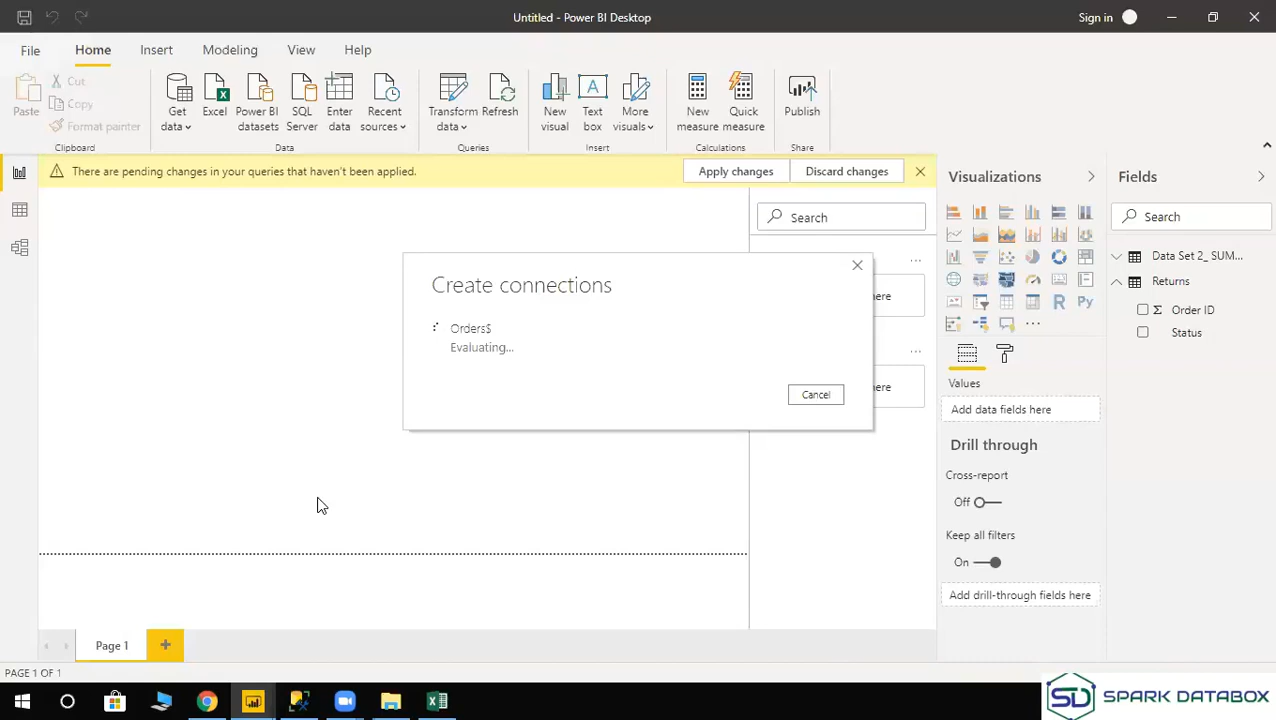 Untitled - Power BI Desktop
Sign in
File
Home
Insert
Modeling
View
Help
Paste
Cut
Copy
Format painter
Clipboard
Get data
Excel
Power BI datasets
SQL Server
Enter data
Recent sources
Data
Transform data
Refresh
Queries
New visual
Text box
More visuals
Insert
New measure
Quick measure
Calculations
Publish
Share
There are pending changes in your queries that haven't been applied.
Apply changes
Discard changes
Search
...
here
...
here
Create connections
Orders$
Evaluating...
Cancel
Visualizations
R
Py
...
Values
Add data fields here
Drill through
Cross-report
Off
Keep all filters
On
Add drill-through fields here
Fields
Search
Data Set 2_ SUM...
Returns
Σ Order ID
Status
Page 1
PAGE 1 OF 1
SD SPARK DATABOX